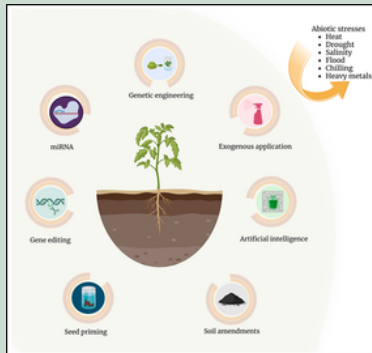 Abiotic stresses
• Heat
• Drought
• Salinity
• Flood
• Chilling
• Heavy metals
Genetic engineering
miRNA
Exogenous application
Gene editing
Artificial intelligence
Seed priming
Soil amendments